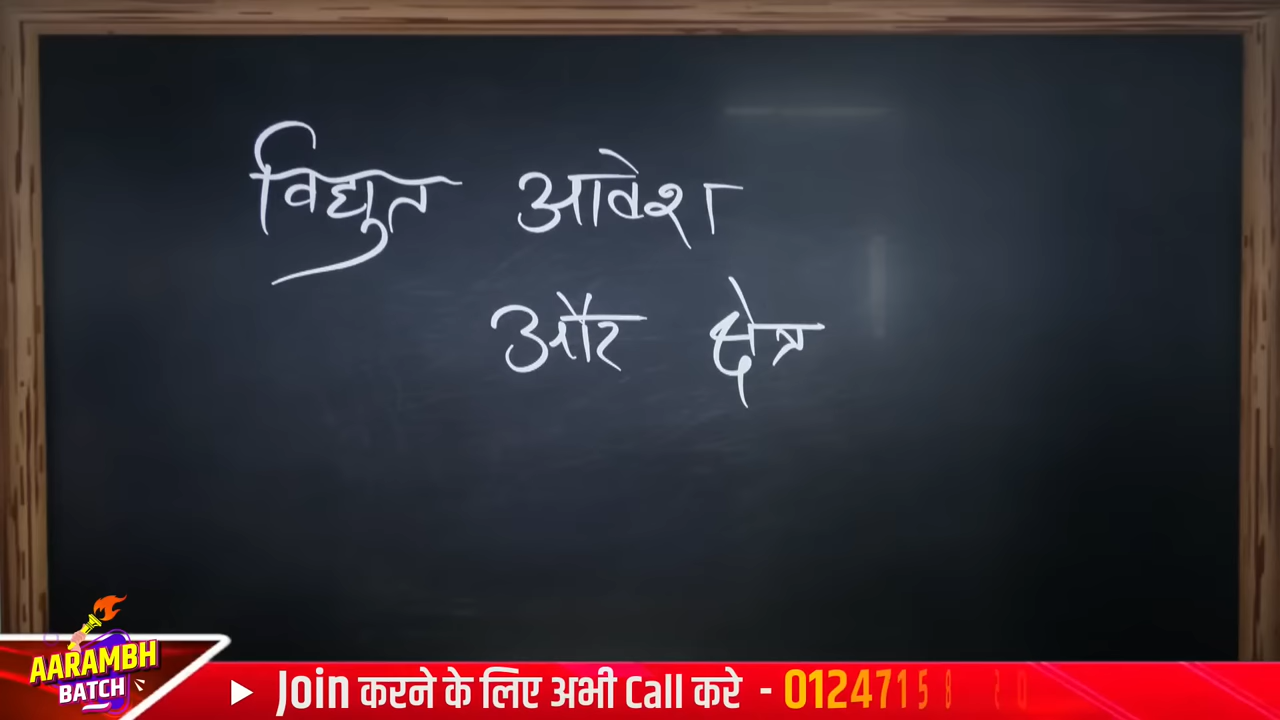 विद्युत आवेश
और क्षेत्र
AARAMBH
BATCH
Join करने के लिए अभी Call करे - 0124715